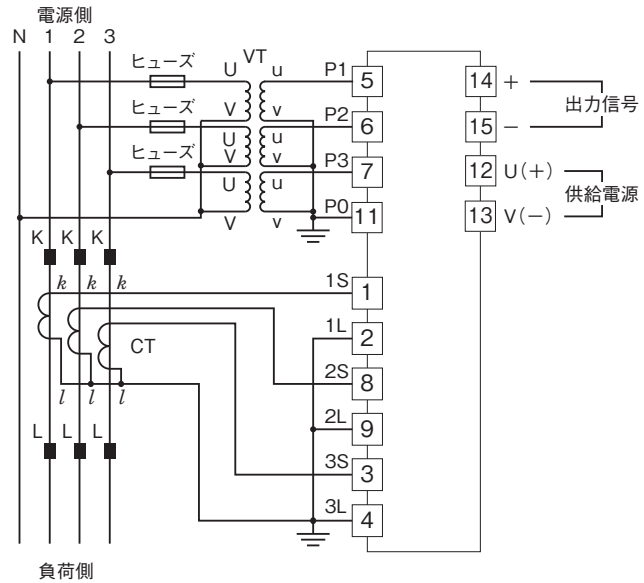 電源側
N 1 2 3
VT
ヒューズ U u P1 5 14 +
出力信号
V v
ヒューズ U u P2 6 15 −
V v
ヒューズ U u P3 7 12 U(+)
供給電源
V v P0 11 13 V(−)
K K K
k k k 1S 1
1L 2
CT
2S 8
l l l
2L 9
L L L
3S 3
3L 4
負荷側